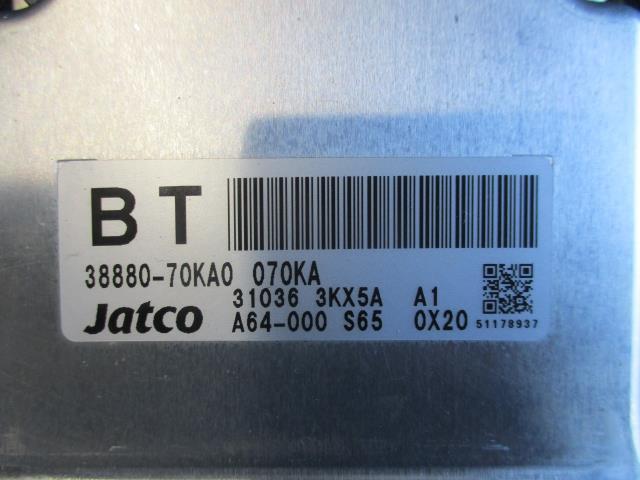 BT
38880-70KA0 070KA
31036 3KX5A A1
Jatco A64-000 S65 0X20 51178937